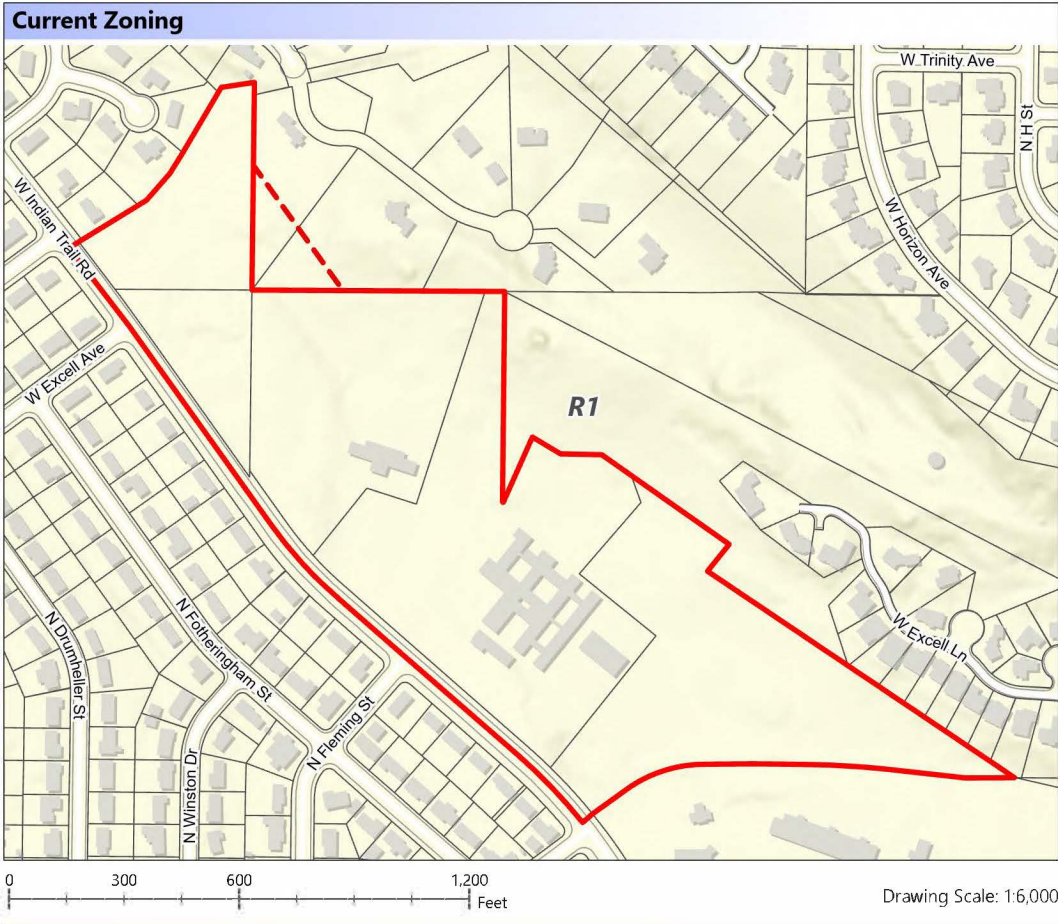 Current Zoning
W Trinity Ave
N H St
W Indian Trail Rd
W Horizon Ave
W Excell Ave
R1
N Drumheller St
N Fotheringham St
W Excell Ln
N Fleming St
N Winston Dr
0 300 600 1,200
Feet
Drawing Scale: 1:6,000